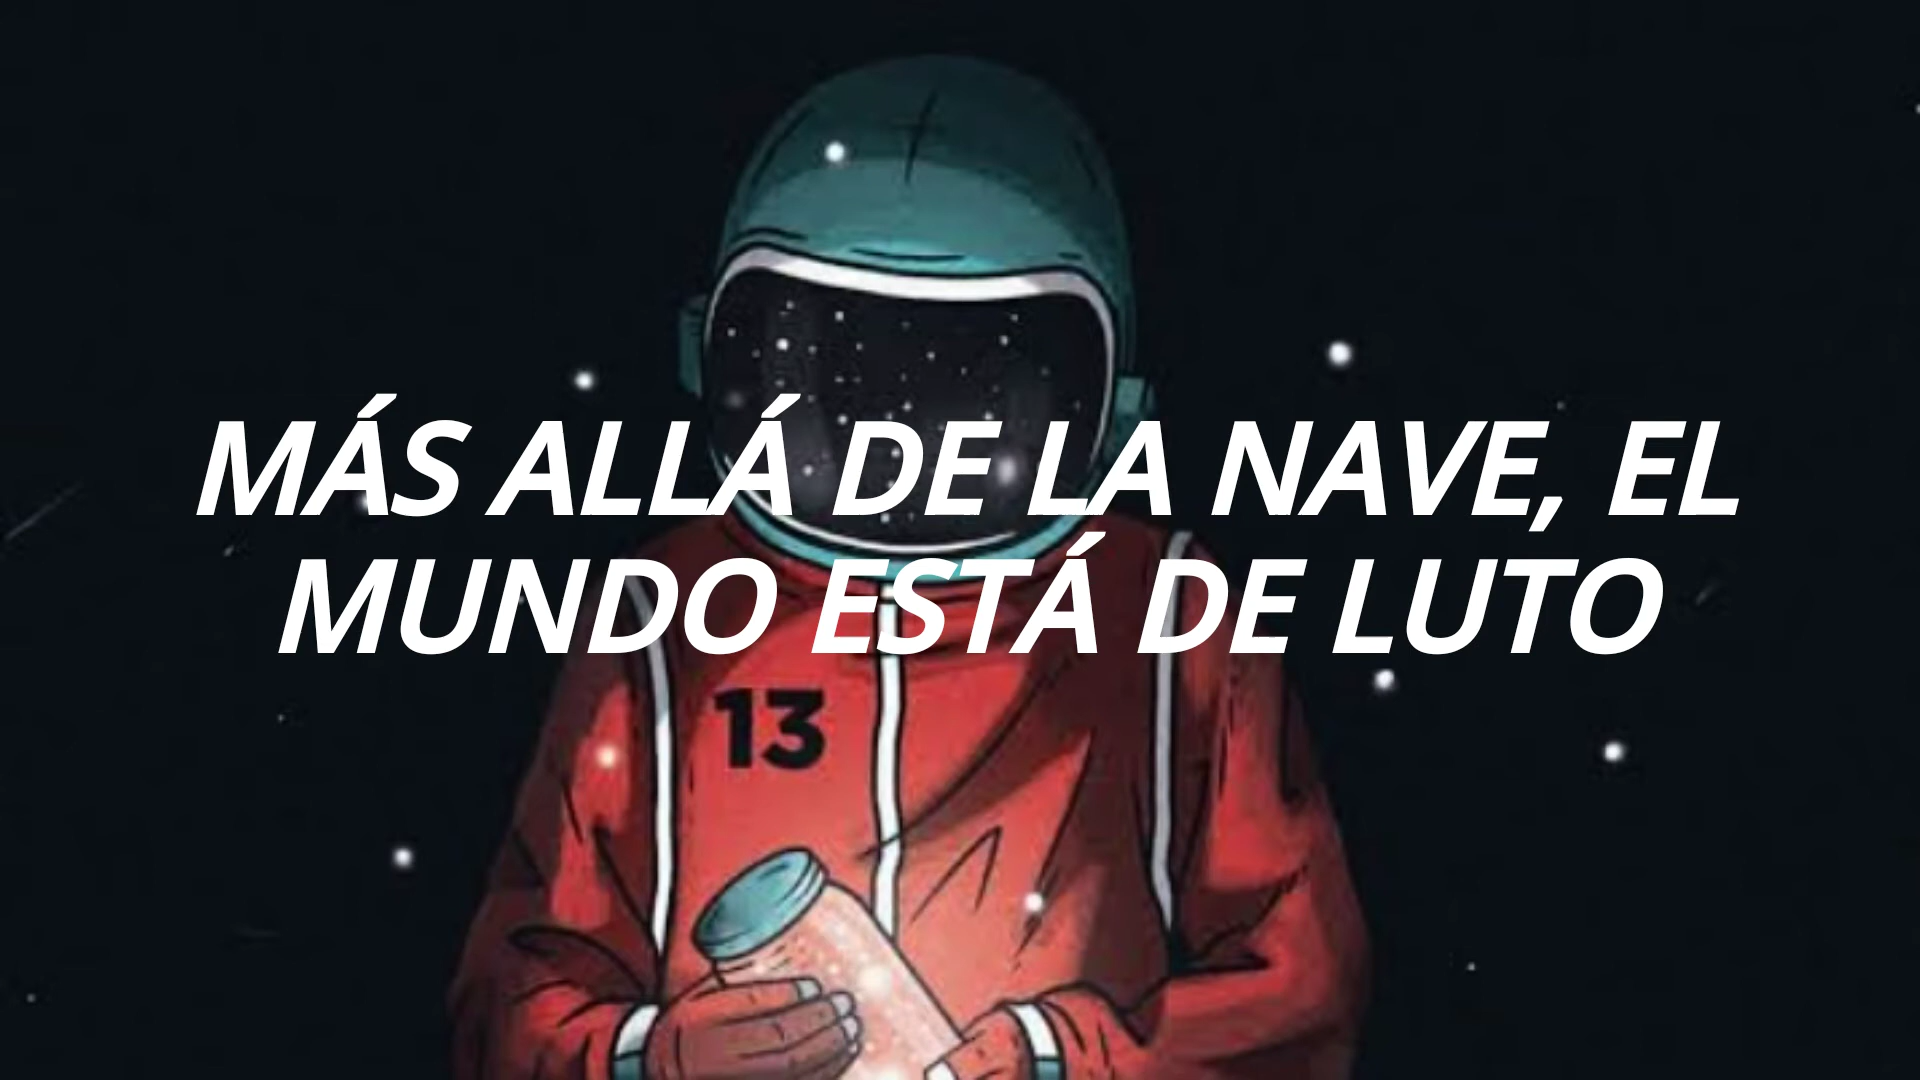 MÁS ALLÁ DE LA NAVE, EL
MUNDO ESTÁ DE LUTO
13